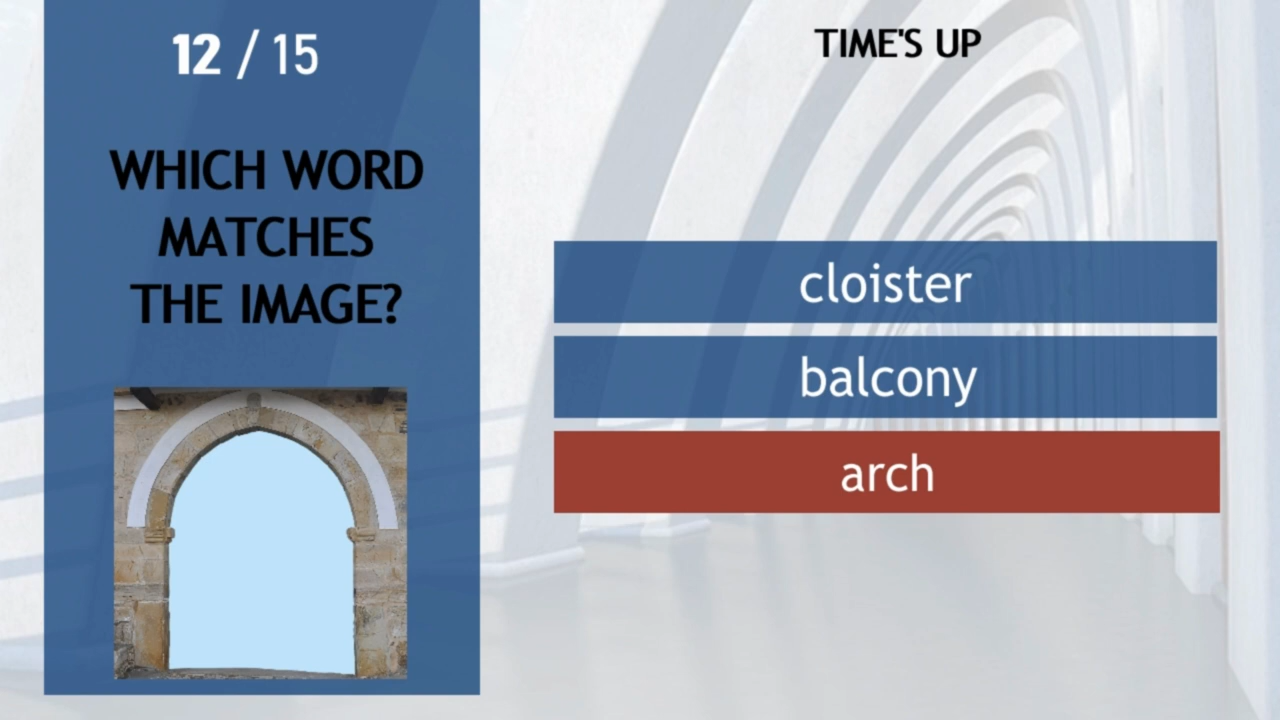 12 / 15
WHICH WORD
MATCHES
THE IMAGE?
TIME'S UP
cloister
balcony
arch